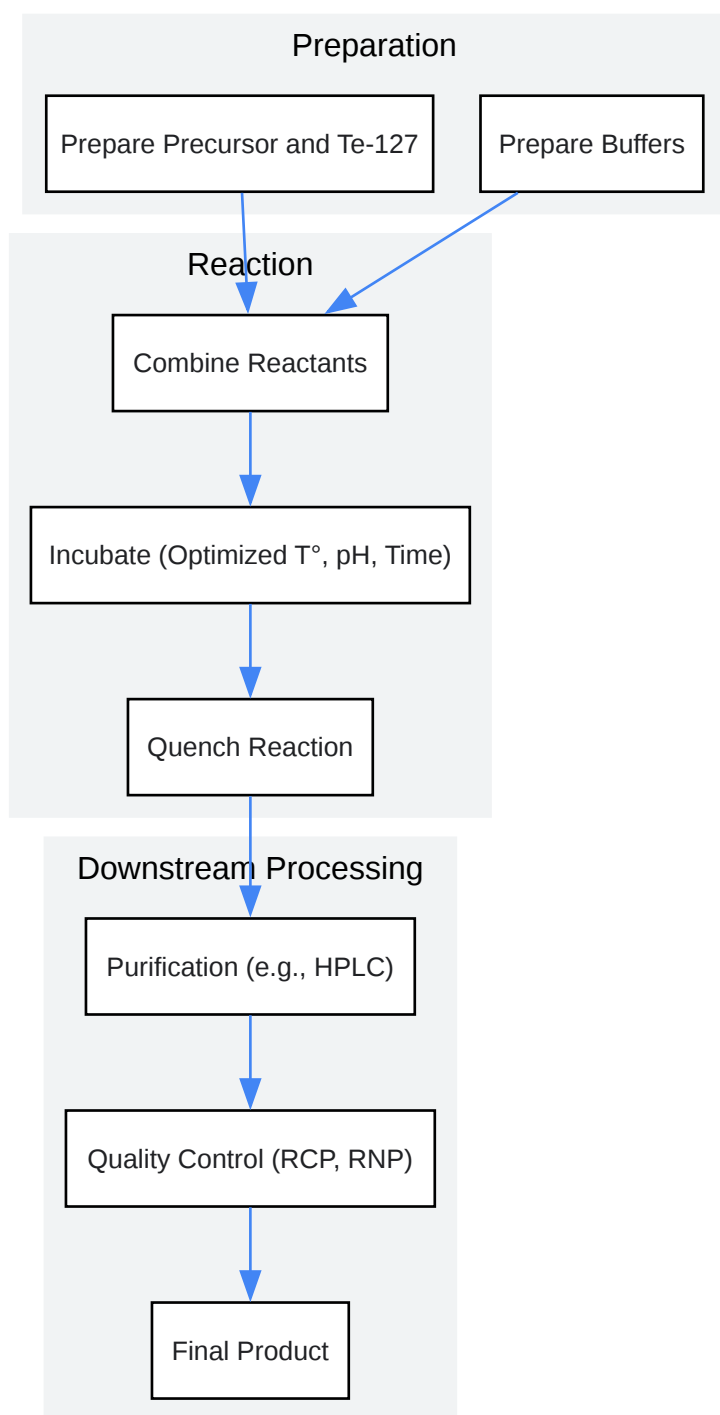 Preparation
Prepare Precursor and Te-127
Prepare Buffers
Reaction
Combine Reactants
Incubate (Optimized T°, pH, Time)
Quench Reaction
Downstream Processing
Purification (e.g., HPLC)
Quality Control (RCP, RNP)
Final Product